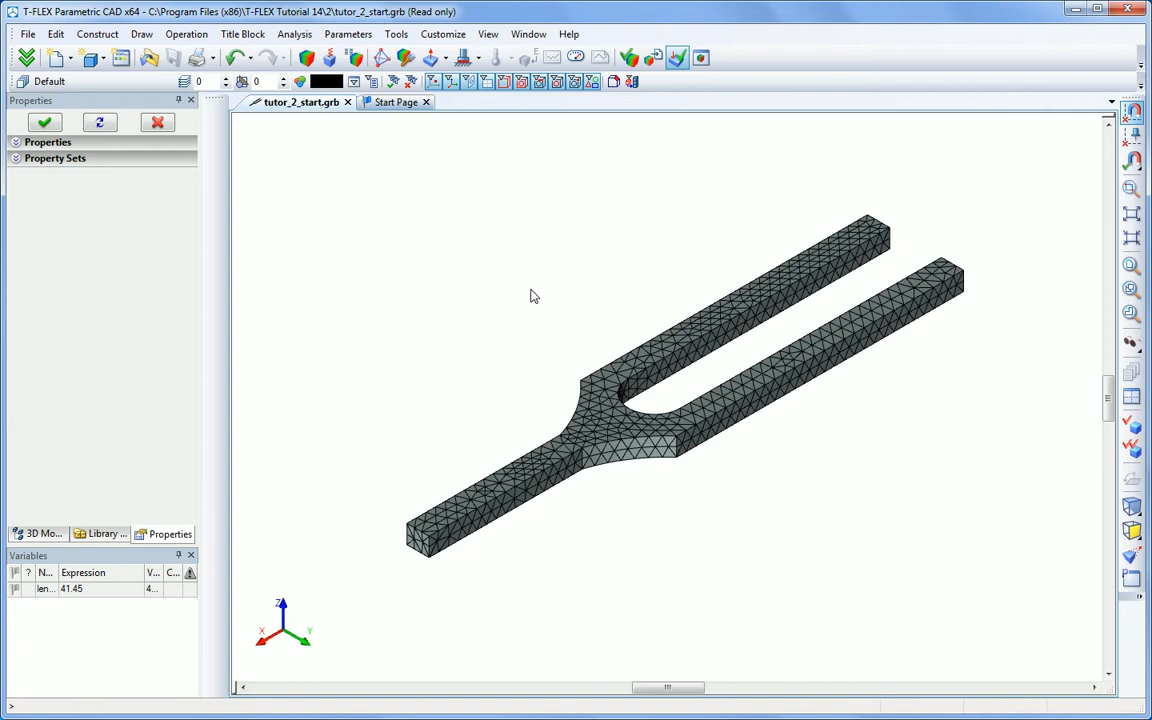 T-FLEX Parametric CAD x64 - C:\Program Files (x86)\T-FLEX Tutorial 14\2\tutor_2_start.grb (Read only)
File Edit Construct Draw Operation Title Block Analysis Parameters Tools Customize View Window Help
Default 0 0
Properties
tutor_2_start.grb Start Page
Properties
Property Sets
3D Mo... Library ... Properties
Variables
? N... Expression V... C...
len... 41.45 4...
Z
X Y
>